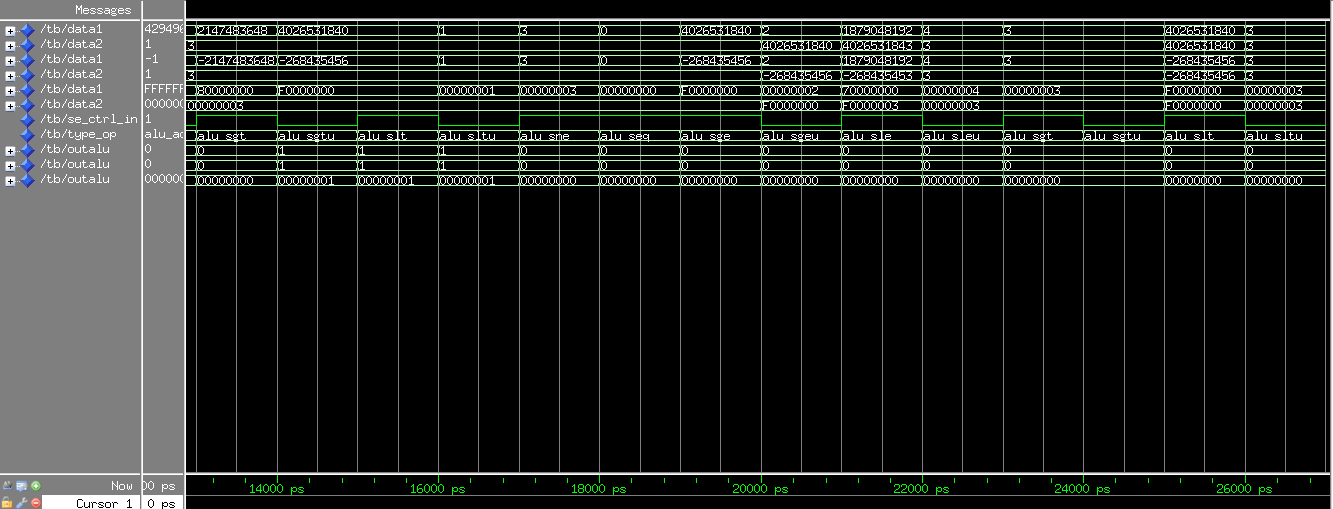 Messages
/tb/data1 429496 2147483648 4026531840 1 3 0 4026531840 2 1879048192 4 3 4026531840 3
/tb/data2 1 3 4026531840 4026531843 3 4026531840 3
/tb/data1 -1 -2147483648 -268435456 1 3 0 -268435456 2 1879048192 4 3 -268435456 3
/tb/data2 1 3 -268435456 -268435453 3 -268435456 3
/tb/data1 FFFFFF 80000000 F0000000 00000001 00000003 00000000 F0000000 00000002 70000000 00000004 00000003 F0000000 00000003
/tb/data2 000000 00000003 F0000000 F0000003 00000003 F0000000 00000003
/tb/se_ctrl_in 1
/tb/type_op alu_ad alu_sgt alu_sgtu alu_slt alu_sltu alu_sne alu_seq alu_sge alu_sgeu alu_sle alu_sleu alu_sgt alu_sgtu alu_slt alu_sltu
/tb/outalu 0 0 1 1 1 0 0 0 0 0 0 0 0 0
/tb/outalu 0 0 1 1 1 0 0 0 0 0 0 0 0 0
/tb/outalu 000000 00000000 00000001 00000001 00000001 00000000 00000000 00000000 00000000 00000000 00000000 00000000 00000000 00000000
Now 00 ps 14000 ps 16000 ps 18000 ps 20000 ps 22000 ps 24000 ps 26000 ps
Cursor 1 0 ps